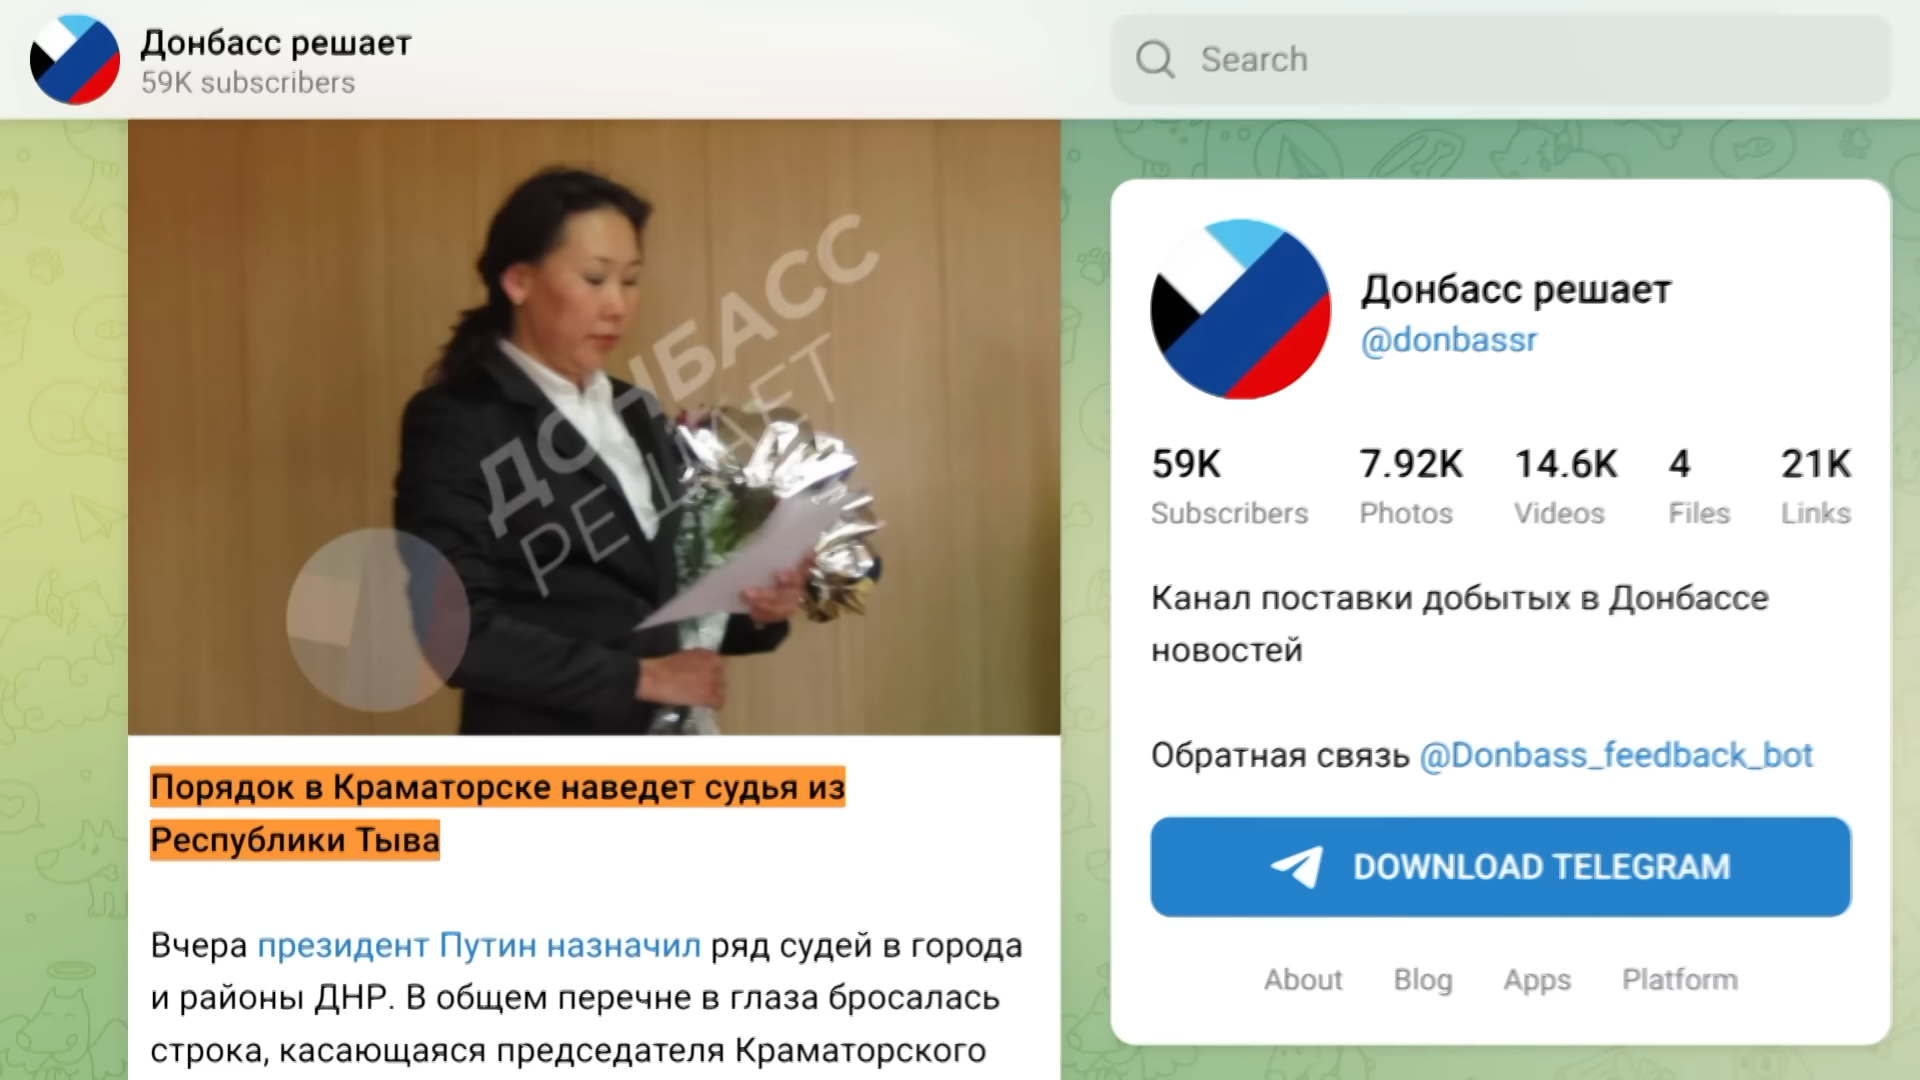 Донбасс решает
59K subscribers
Search
ДОНБАСС
РЕШАЕТ
Порядок в Краматорске наведет судья из
Республики Тыва
Вчера президент Путин назначил ряд судей в города
и районы ДНР. В общем перечне в глаза бросалась
строка, касающаяся председателя Краматорского
Донбасс решает
@donbassr
59K 7.92K 14.6K 4 21K
Subscribers Photos Videos Files Links
Канал поставки добытых в Донбассе
новостей
Обратная связь @Donbass_feedback_bot
DOWNLOAD TELEGRAM
About Blog Apps Platform